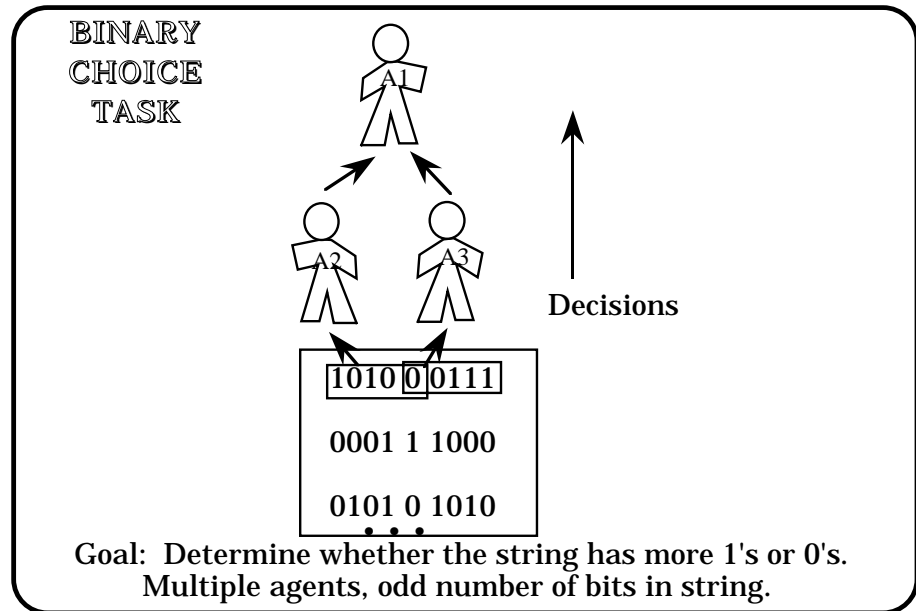 BINARY
CHOICE
TASK
A1
A2
A3
Decisions
1010 0 0111
0001 1 1000
0101 0 1010
. . .
Goal: Determine whether the string has more 1's or 0's.
Multiple agents, odd number of bits in string.